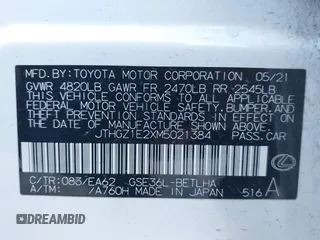 MFD. BY: TOYOTA MOTOR CORPORATION 05/21
GVWR 4820LB GAWR FR 2470LB RR 2545LB
THIS VEHICLE CONFORMS TO ALL APPLICABLE
FEDERAL MOTOR VEHICLE SAFETY, BUMPER, AND
THEFT PREVENTION STANDARDS IN EFFECT ON
THE DATE OF MANUFACTURE SHOWN ABOVE.
JTHGZ1E2XM5021384 PASS.CAR
C/TR: 083/EA62 GSE36L-BETLHA
A/TM: /A760H MADE IN JAPAN 516 A
AUTOBIDCAR